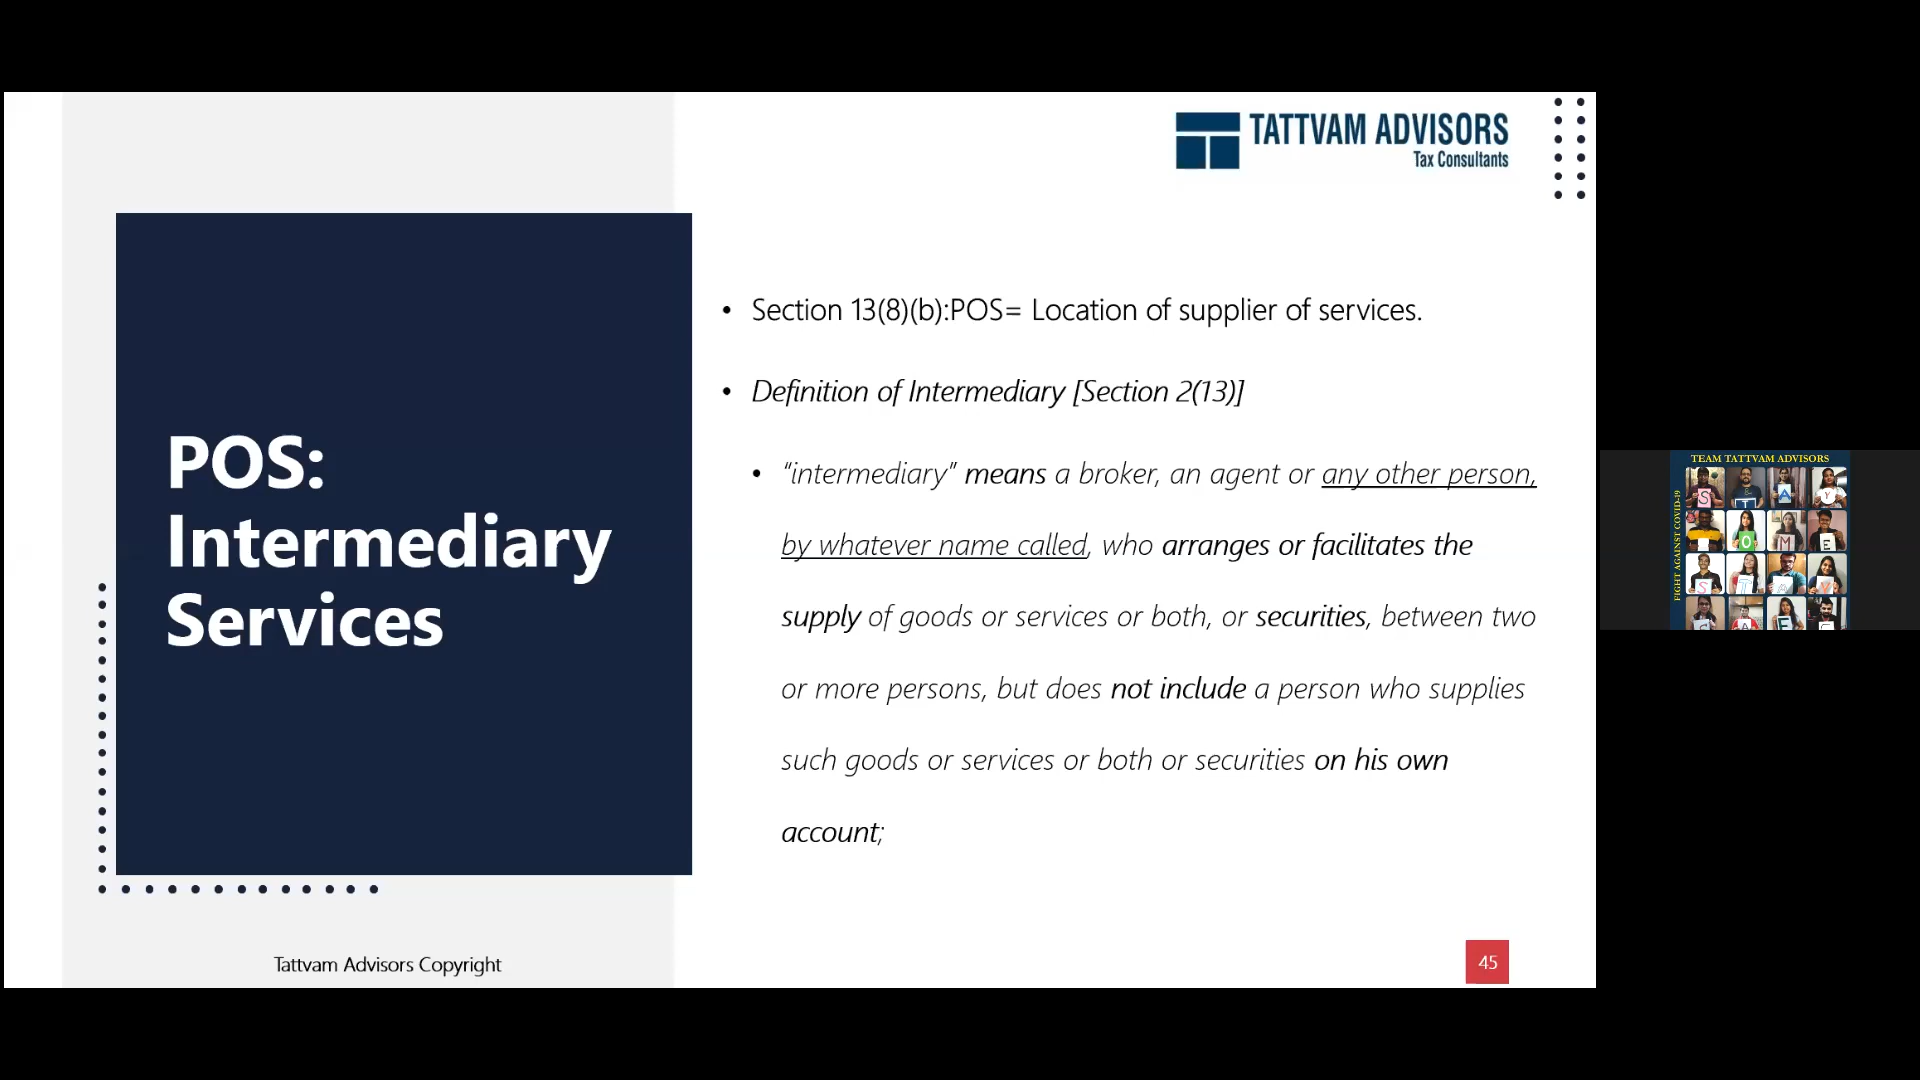 TATTVAM ADVISORS
Tax Consultants
POS:
Intermediary
Services
• Section 13(8)(b):POS= Location of supplier of services.
• Definition of Intermediary [Section 2(13)]
• “intermediary” means a broker, an agent or any other person,
by whatever name called, who arranges or facilitates the
supply of goods or services or both, or securities, between two
or more persons, but does not include a person who supplies
such goods or services or both or securities on his own
account;
Tattvam Advisors Copyright
45
TEAM TATTVAM ADVISORS
FIGHT AGAINST COVID-19
S T A Y
O M E
S T A Y
S A F